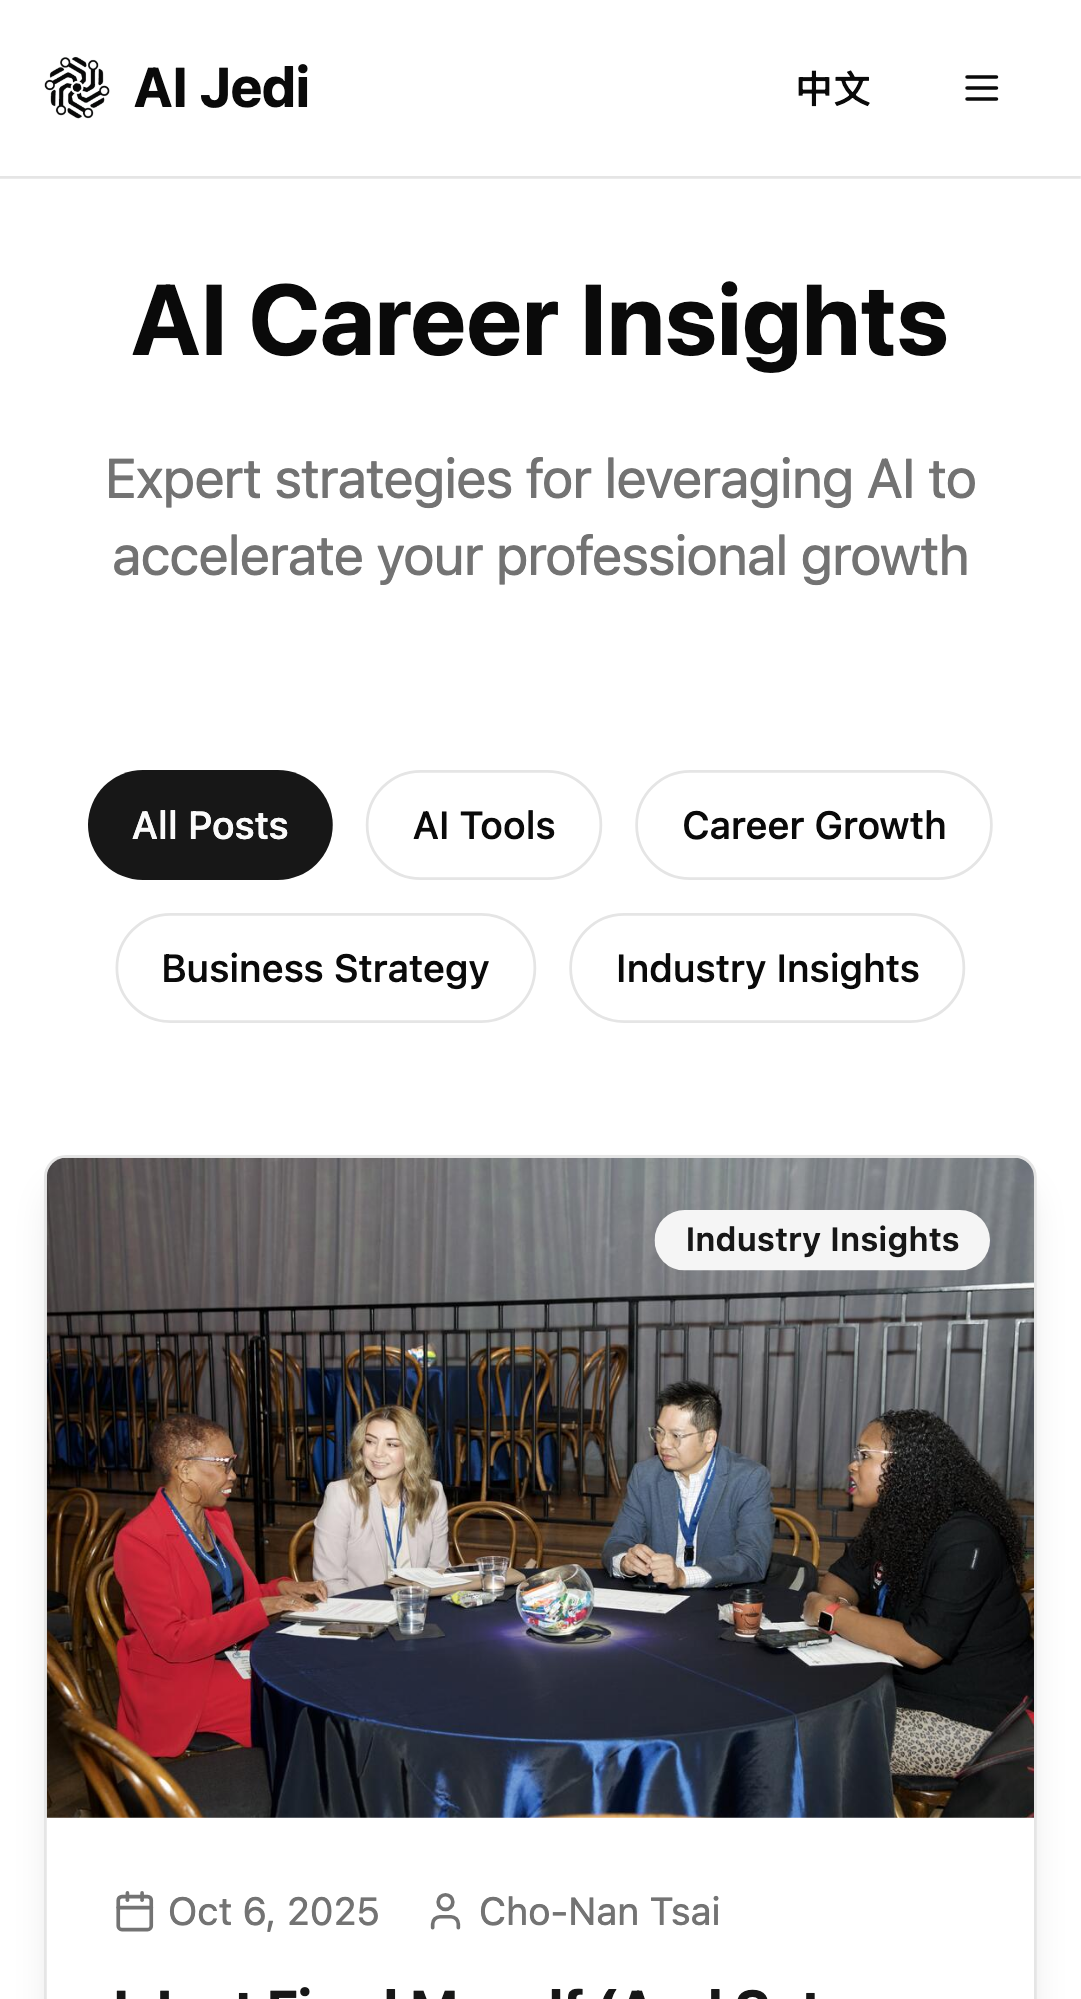 AI Jedi
中文
AI Career Insights
Expert strategies for leveraging AI to
accelerate your professional growth
All Posts
AI Tools
Career Growth
Business Strategy
Industry Insights
Industry Insights
Oct 6, 2025
Cho-Nan Tsai